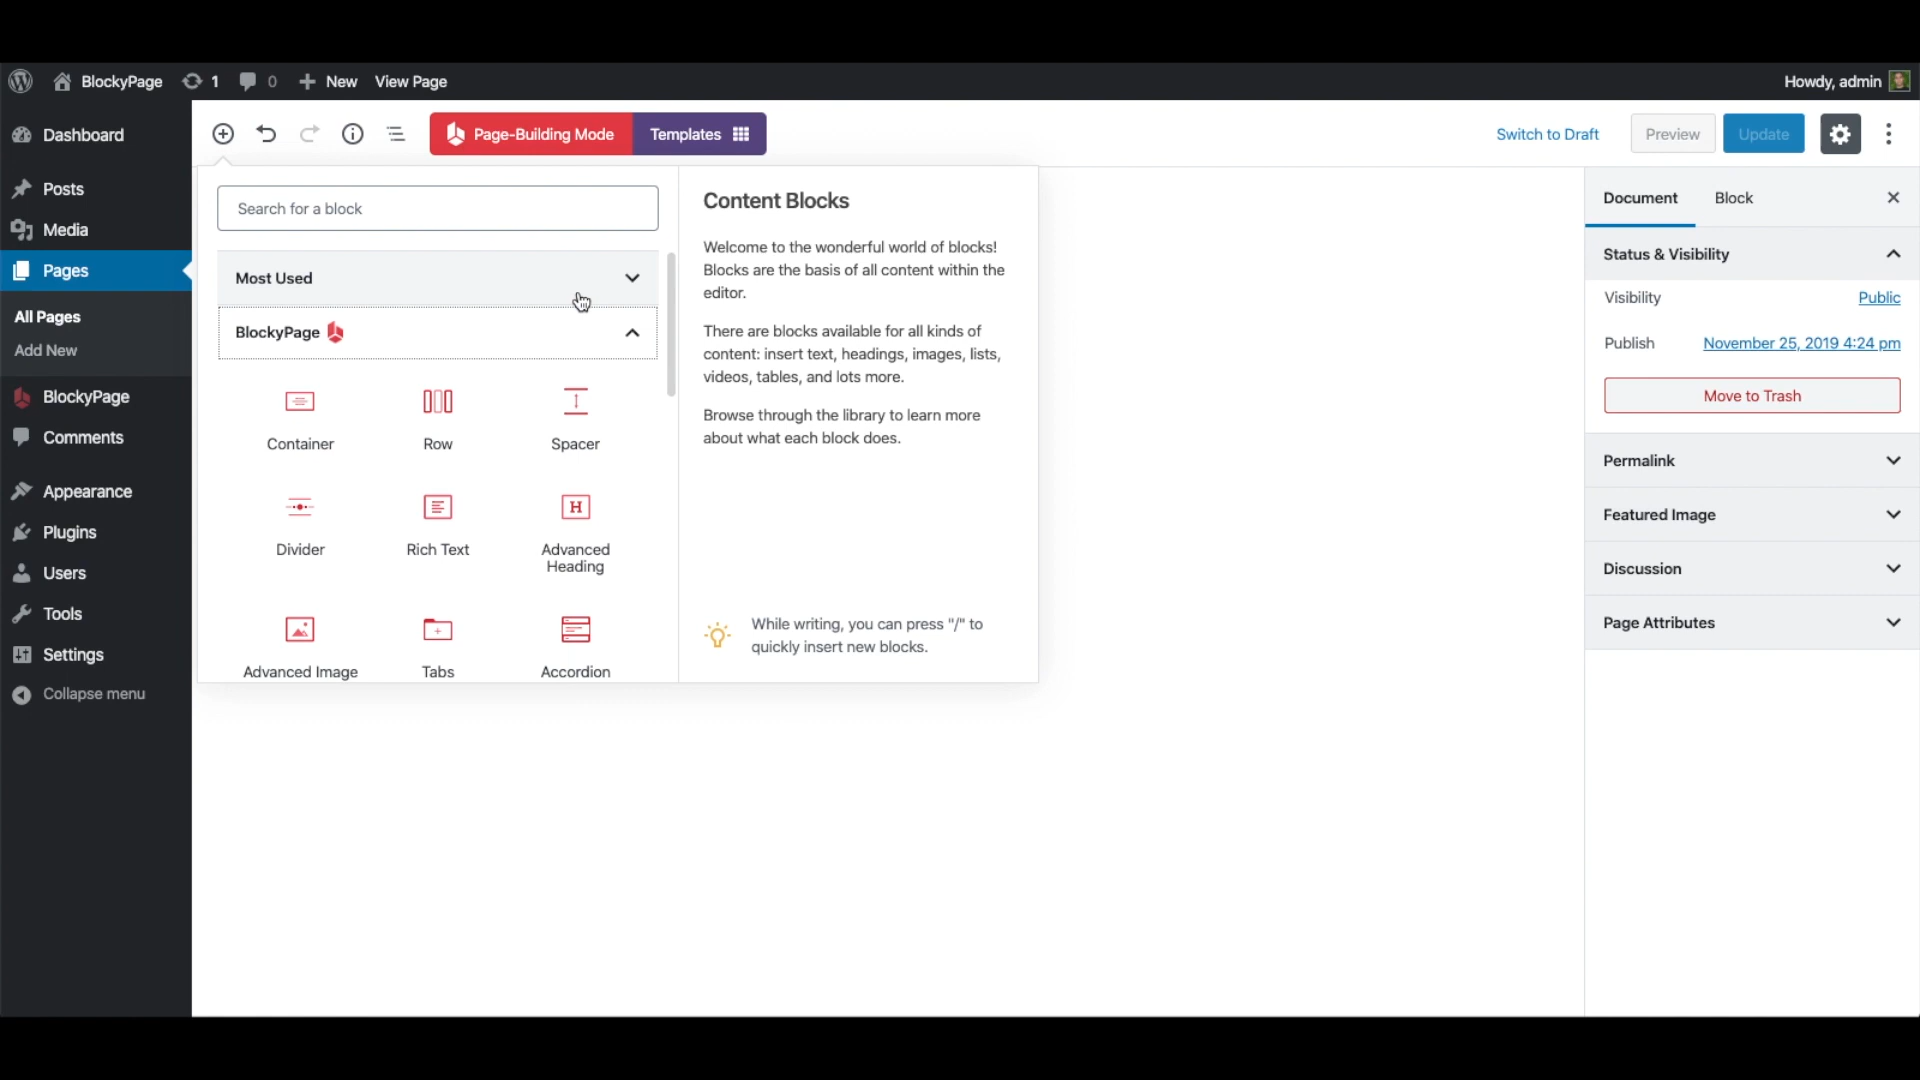 BlockyPage 1 0 New View Page Howdy, admin
Dashboard
Posts
Media
Pages
All Pages
Add New
BlockyPage
Comments
Appearance
Plugins
Users
Tools
Settings
Collapse menu
Page-Building Mode Templates Switch to Draft Preview Update
Search for a block
Most Used
BlockyPage
Container Row Spacer
Divider Rich Text Advanced
Heading
Advanced Image Tabs Accordion
Content Blocks
Welcome to the wonderful world of blocks!
Blocks are the basis of all content within the
editor.
There are blocks available for all kinds of
content: insert text, headings, images, lists,
videos, tables, and lots more.
Browse through the library to learn more
about what each block does.
While writing, you can press "/" to
quickly insert new blocks.
Document Block
Status & Visibility
Visibility Public
Publish November 25, 2019 4:24 pm
Move to Trash
Permalink
Featured Image
Discussion
Page Attributes